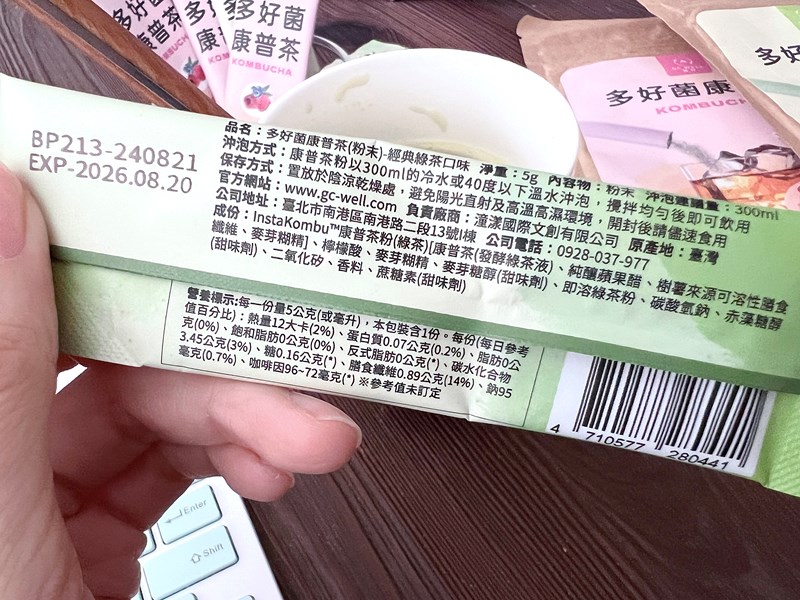 多好菌
康普茶
KOMBUCHA
多好菌康
KOMBUCH
多好
BP213-240821
EXP-2026.08.20
品名：多好菌康普茶(粉末)-經典綠茶口味 淨重：5g 內容物：粉末 沖泡建議量：300ml
沖泡方式：康普茶粉以300ml的冷水或40度以下溫水沖泡，攪拌均勻後即可飲用
保存方式：置放於陰涼乾燥處，避免陽光直射及高溫高濕環境，開封後請儘速食用
官方網站：www.gc-well.com 負責廠商：潼漾國際文創有限公司 原產地：臺灣
公司地址：臺北市南港區南港路二段13號1樓 公司電話：0928-037-977
成份：InstaKombu™康普茶粉(綠茶)[康普茶(發酵綠茶液)、純釀蘋果醋、樹薯來源可溶性膳食
纖維、麥芽糊精]、檸檬酸、麥芽糊精、麥芽糖醇(甜味劑)、即溶綠茶粉、碳酸氫鈉、赤藻糖醇
(甜味劑)、二氧化矽、香料、蔗糖素(甜味劑)
營養標示:每一份量5公克(或毫升)，本包裝含1份。每份(每日參考
值百分比)：熱量12大卡(2%)、蛋白質0.07公克(0.2%)、脂肪0公
克(0%)、飽和脂肪0公克(0%)、反式脂肪0公克(*)、碳水化合物
3.45公克(3%)、糖0.16公克(*)、膳食纖維0.89公克(14%)、鈉95
毫克(0.7%)、咖啡因96~72毫克(*) ※參考值未訂定
4 710577 280441
Enter
Shift